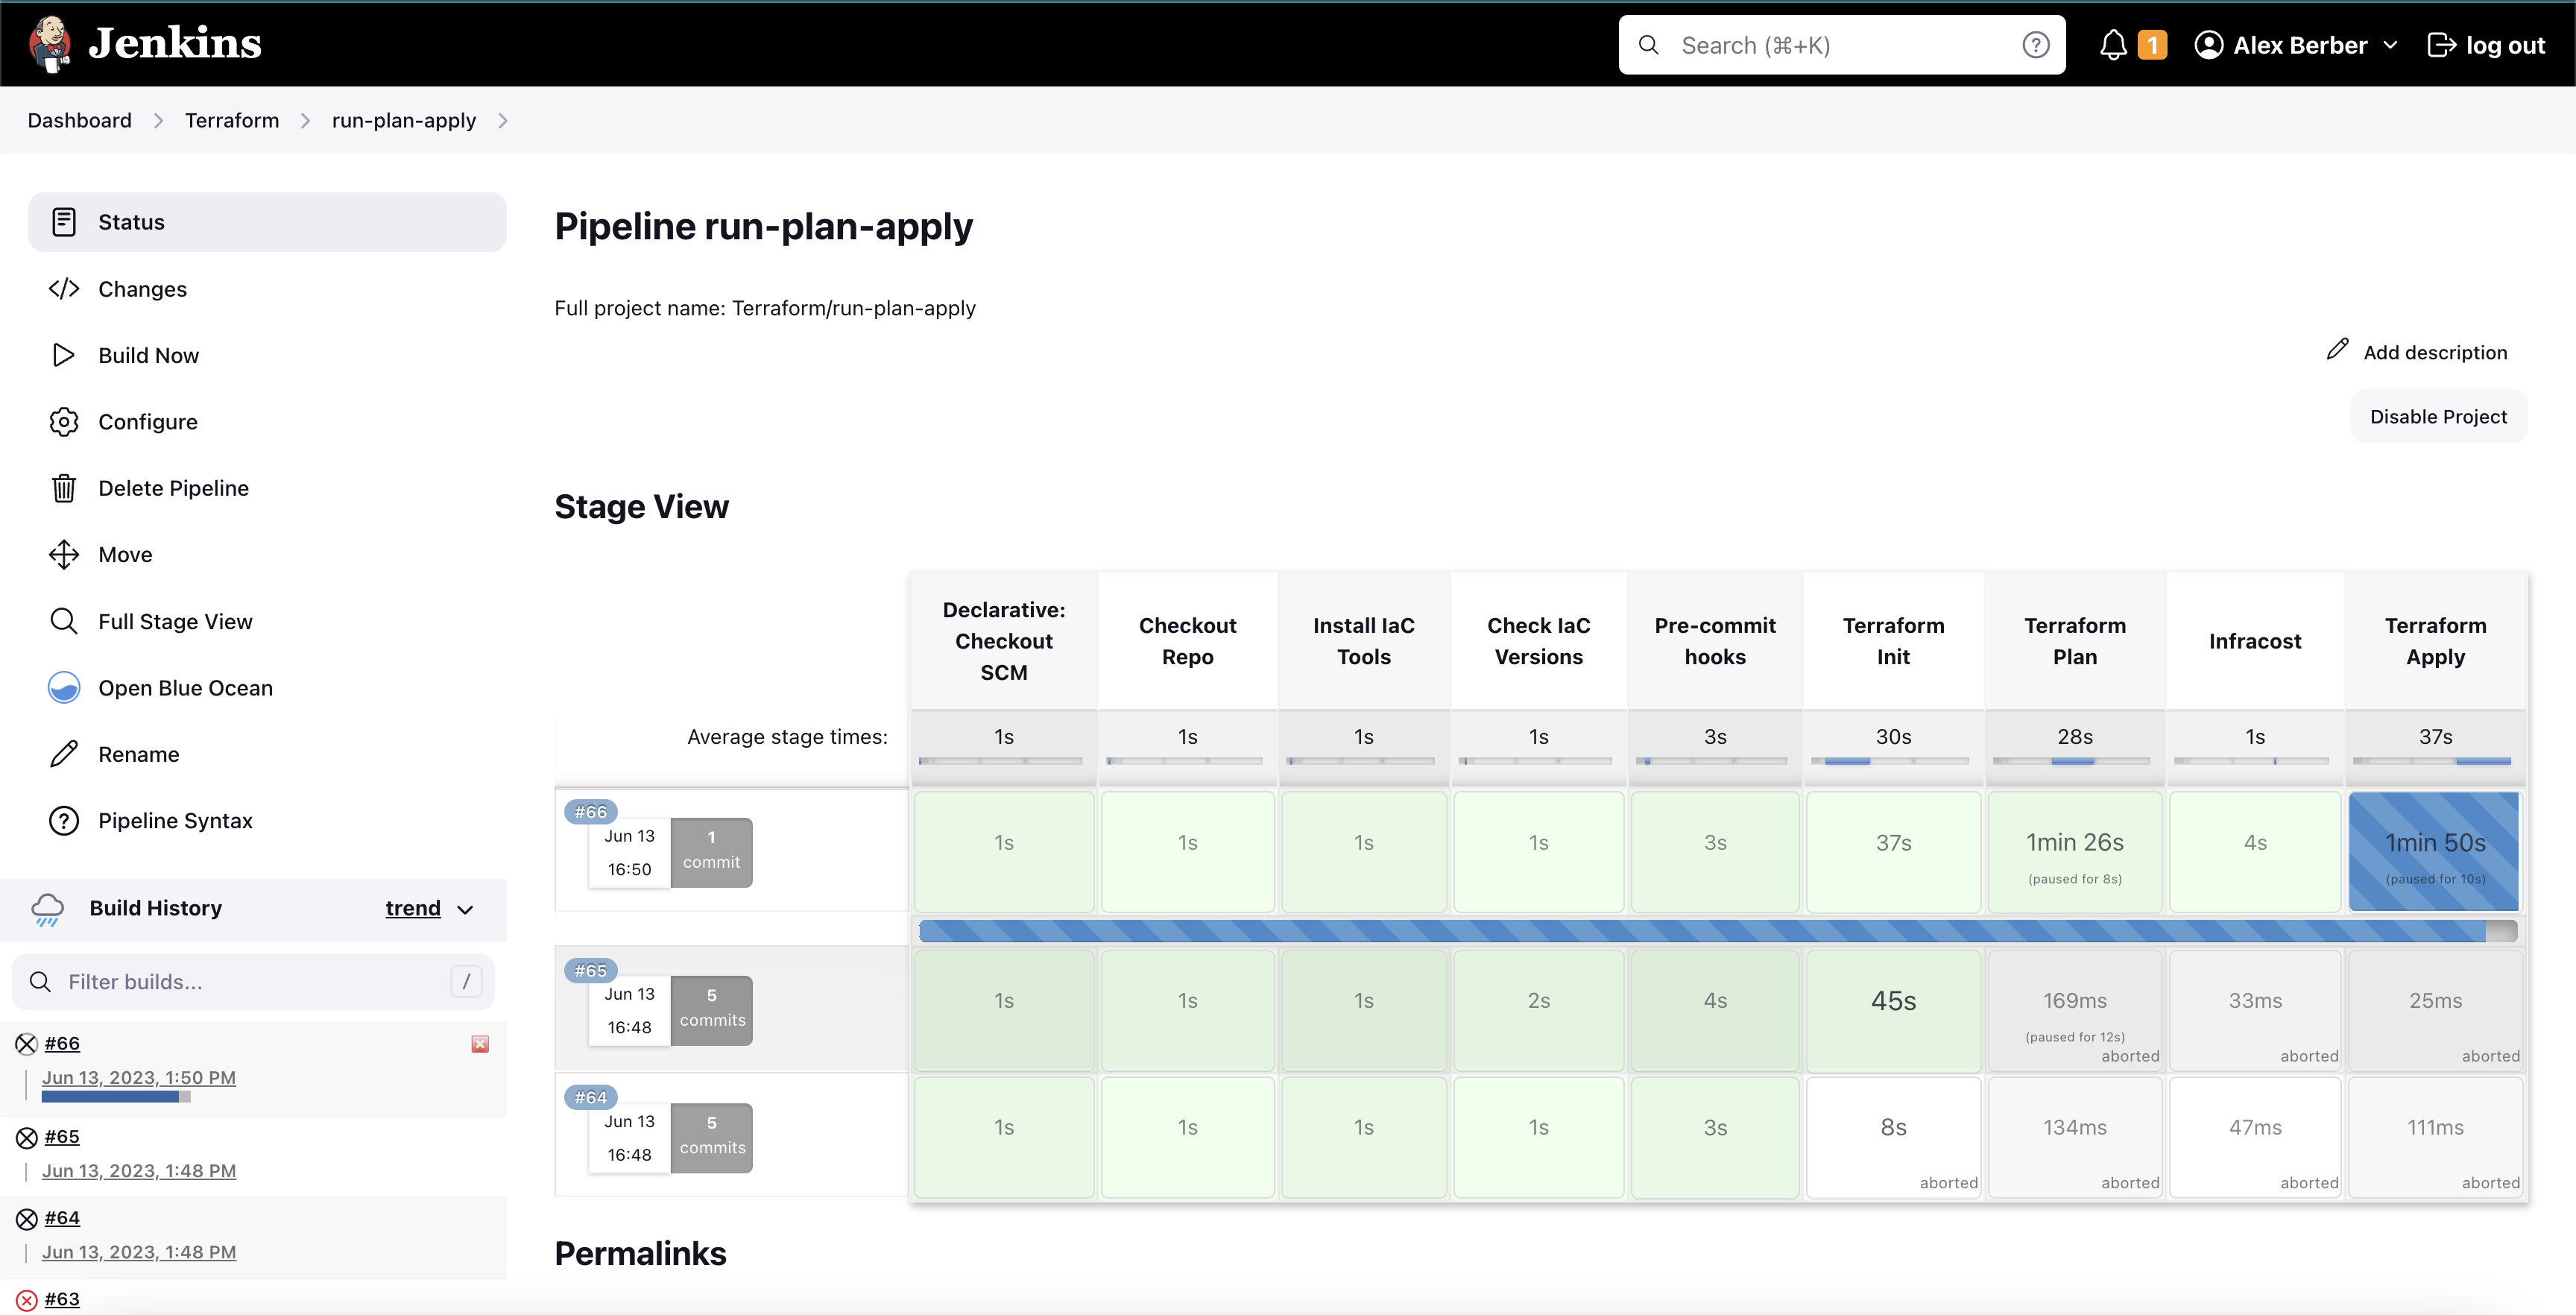 Jenkins
Search (⌘+K)
1
Alex Berber
log out
Dashboard
Terraform
run-plan-apply
Status
Changes
Build Now
Configure
Delete Pipeline
Move
Full Stage View
Open Blue Ocean
Rename
Pipeline Syntax
Build History
trend
Filter builds...
/
#66
Jun 13, 2023, 1:50 PM
#65
Jun 13, 2023, 1:48 PM
#64
Jun 13, 2023, 1:48 PM
#63
Pipeline run-plan-apply
Full project name: Terraform/run-plan-apply
Add description
Disable Project
Stage View
Declarative:
Checkout
SCM
Checkout
Repo
Install IaC
Tools
Check IaC
Versions
Pre-commit
hooks
Terraform
Init
Terraform
Plan
Infracost
Terraform
Apply
Average stage times:
1s
1s
1s
1s
3s
30s
28s
1s
37s
#66
Jun 13
16:50
1
commit
1s
1s
1s
1s
3s
37s
1min 26s
(paused for 8s)
4s
1min 50s
(paused for 10s)
#65
Jun 13
16:48
5
commits
1s
1s
1s
2s
4s
45s
169ms
(paused for 12s)
aborted
33ms
aborted
25ms
aborted
#64
Jun 13
16:48
5
commits
1s
1s
1s
1s
3s
8s
aborted
134ms
aborted
47ms
aborted
111ms
aborted
Permalinks